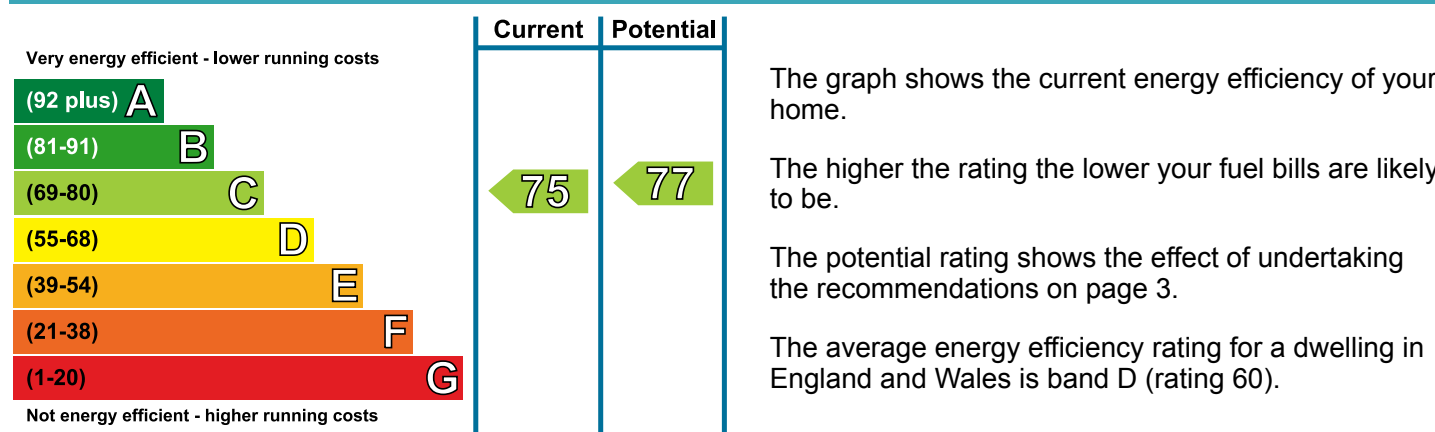 Current Potential
Very energy efficient - lower running costs
(92 plus) A
(81-91) B
(69-80) C
(55-68) D
(39-54) E
(21-38) F
(1-20) G
Not energy efficient - higher running costs
75 77
The graph shows the current energy efficiency of your
home.
The higher the rating the lower your fuel bills are likely
to be.
The potential rating shows the effect of undertaking
the recommendations on page 3.
The average energy efficiency rating for a dwelling in
England and Wales is band D (rating 60).